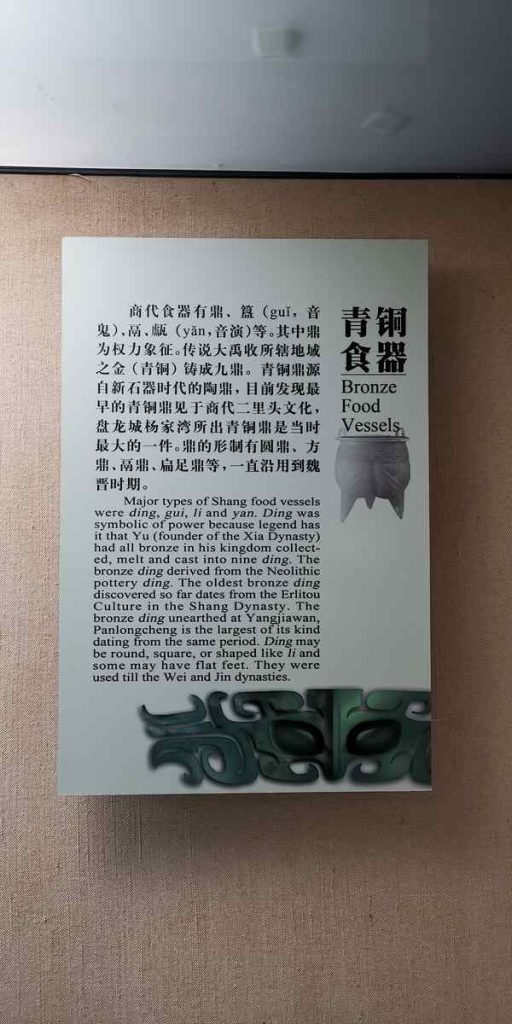 商代食器有鼎、簋（guǐ，音
鬼）、鬲、甗（yǎn，音演）等。其中鼎
为权力象征。传说大禹收所辖地域
之金（青铜）铸成九鼎。青铜鼎源
自新石器时代的陶鼎，目前发现最
早的青铜鼎见于商代二里头文化，
盘龙城杨家湾所出青铜鼎是当时
最大的一件。鼎的形制有圆鼎、方
鼎、鬲鼎、扁足鼎等，一直沿用到魏
晋时期。
Major types of Shang food vessels
were ding, gui, li and yan. Ding was
symbolic of power because legend has
it that Yu (founder of the Xia Dynasty)
had all bronze in his kingdom collect-
ed, melt and cast into nine ding. The
bronze ding derived from the Neolithic
pottery ding. The oldest bronze ding
discovered so far dates from the Erlitou
Culture in the Shang Dynasty. The
bronze ding unearthed at Yangjiawan,
Panlongcheng is the largest of its kind
dating from the same period. Ding may
be round, square, or shaped like li and
some may have flat feet. They were
used till the Wei and Jin dynasties.
青铜
食器
Bronze
Food
Vessels